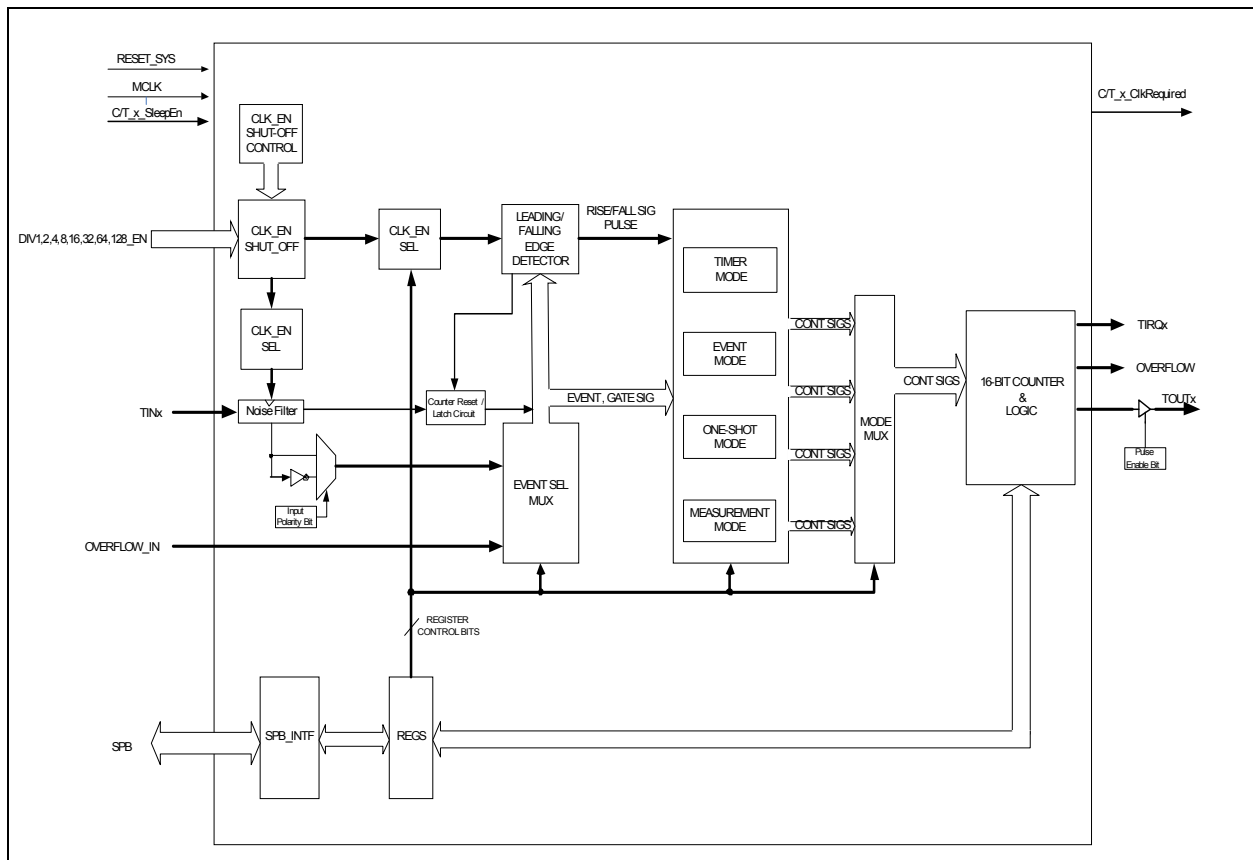 RESET_SYS
MCLK
C/T_x_SleepEn
C/T_x_ClkRequired
CLK_EN
SHUT-OFF
CONTROL
DIV1,2,4,8,16,32,64,128_EN
CLK_EN
SHUT_OFF
CLK_EN
SEL
LEADING/
FALLING
EDGE
DETECTOR
RISE/FALL SIG
PULSE
TIMER
MODE
CLK_EN
SEL
EVENT
MODE
CONT SIGS
TIRQx
OVERFLOW
TINx
Noise Filter
Counter Reset /
Latch Circuit
EVENT, GATE SIG
CONT SIGS
MODE
MUX
CONT SIGS
16-BIT COUNTER
&
LOGIC
TOUTx
Pulse
Enable Bit
ONE-SHOT
MODE
CONT SIGS
Input
Polarity Bit
EVENT SEL
MUX
MEASUREMENT
MODE
CONT SIGS
OVERFLOW_IN
REGISTER
CONTROL BITS
SPB
SPB_INTF
REGS